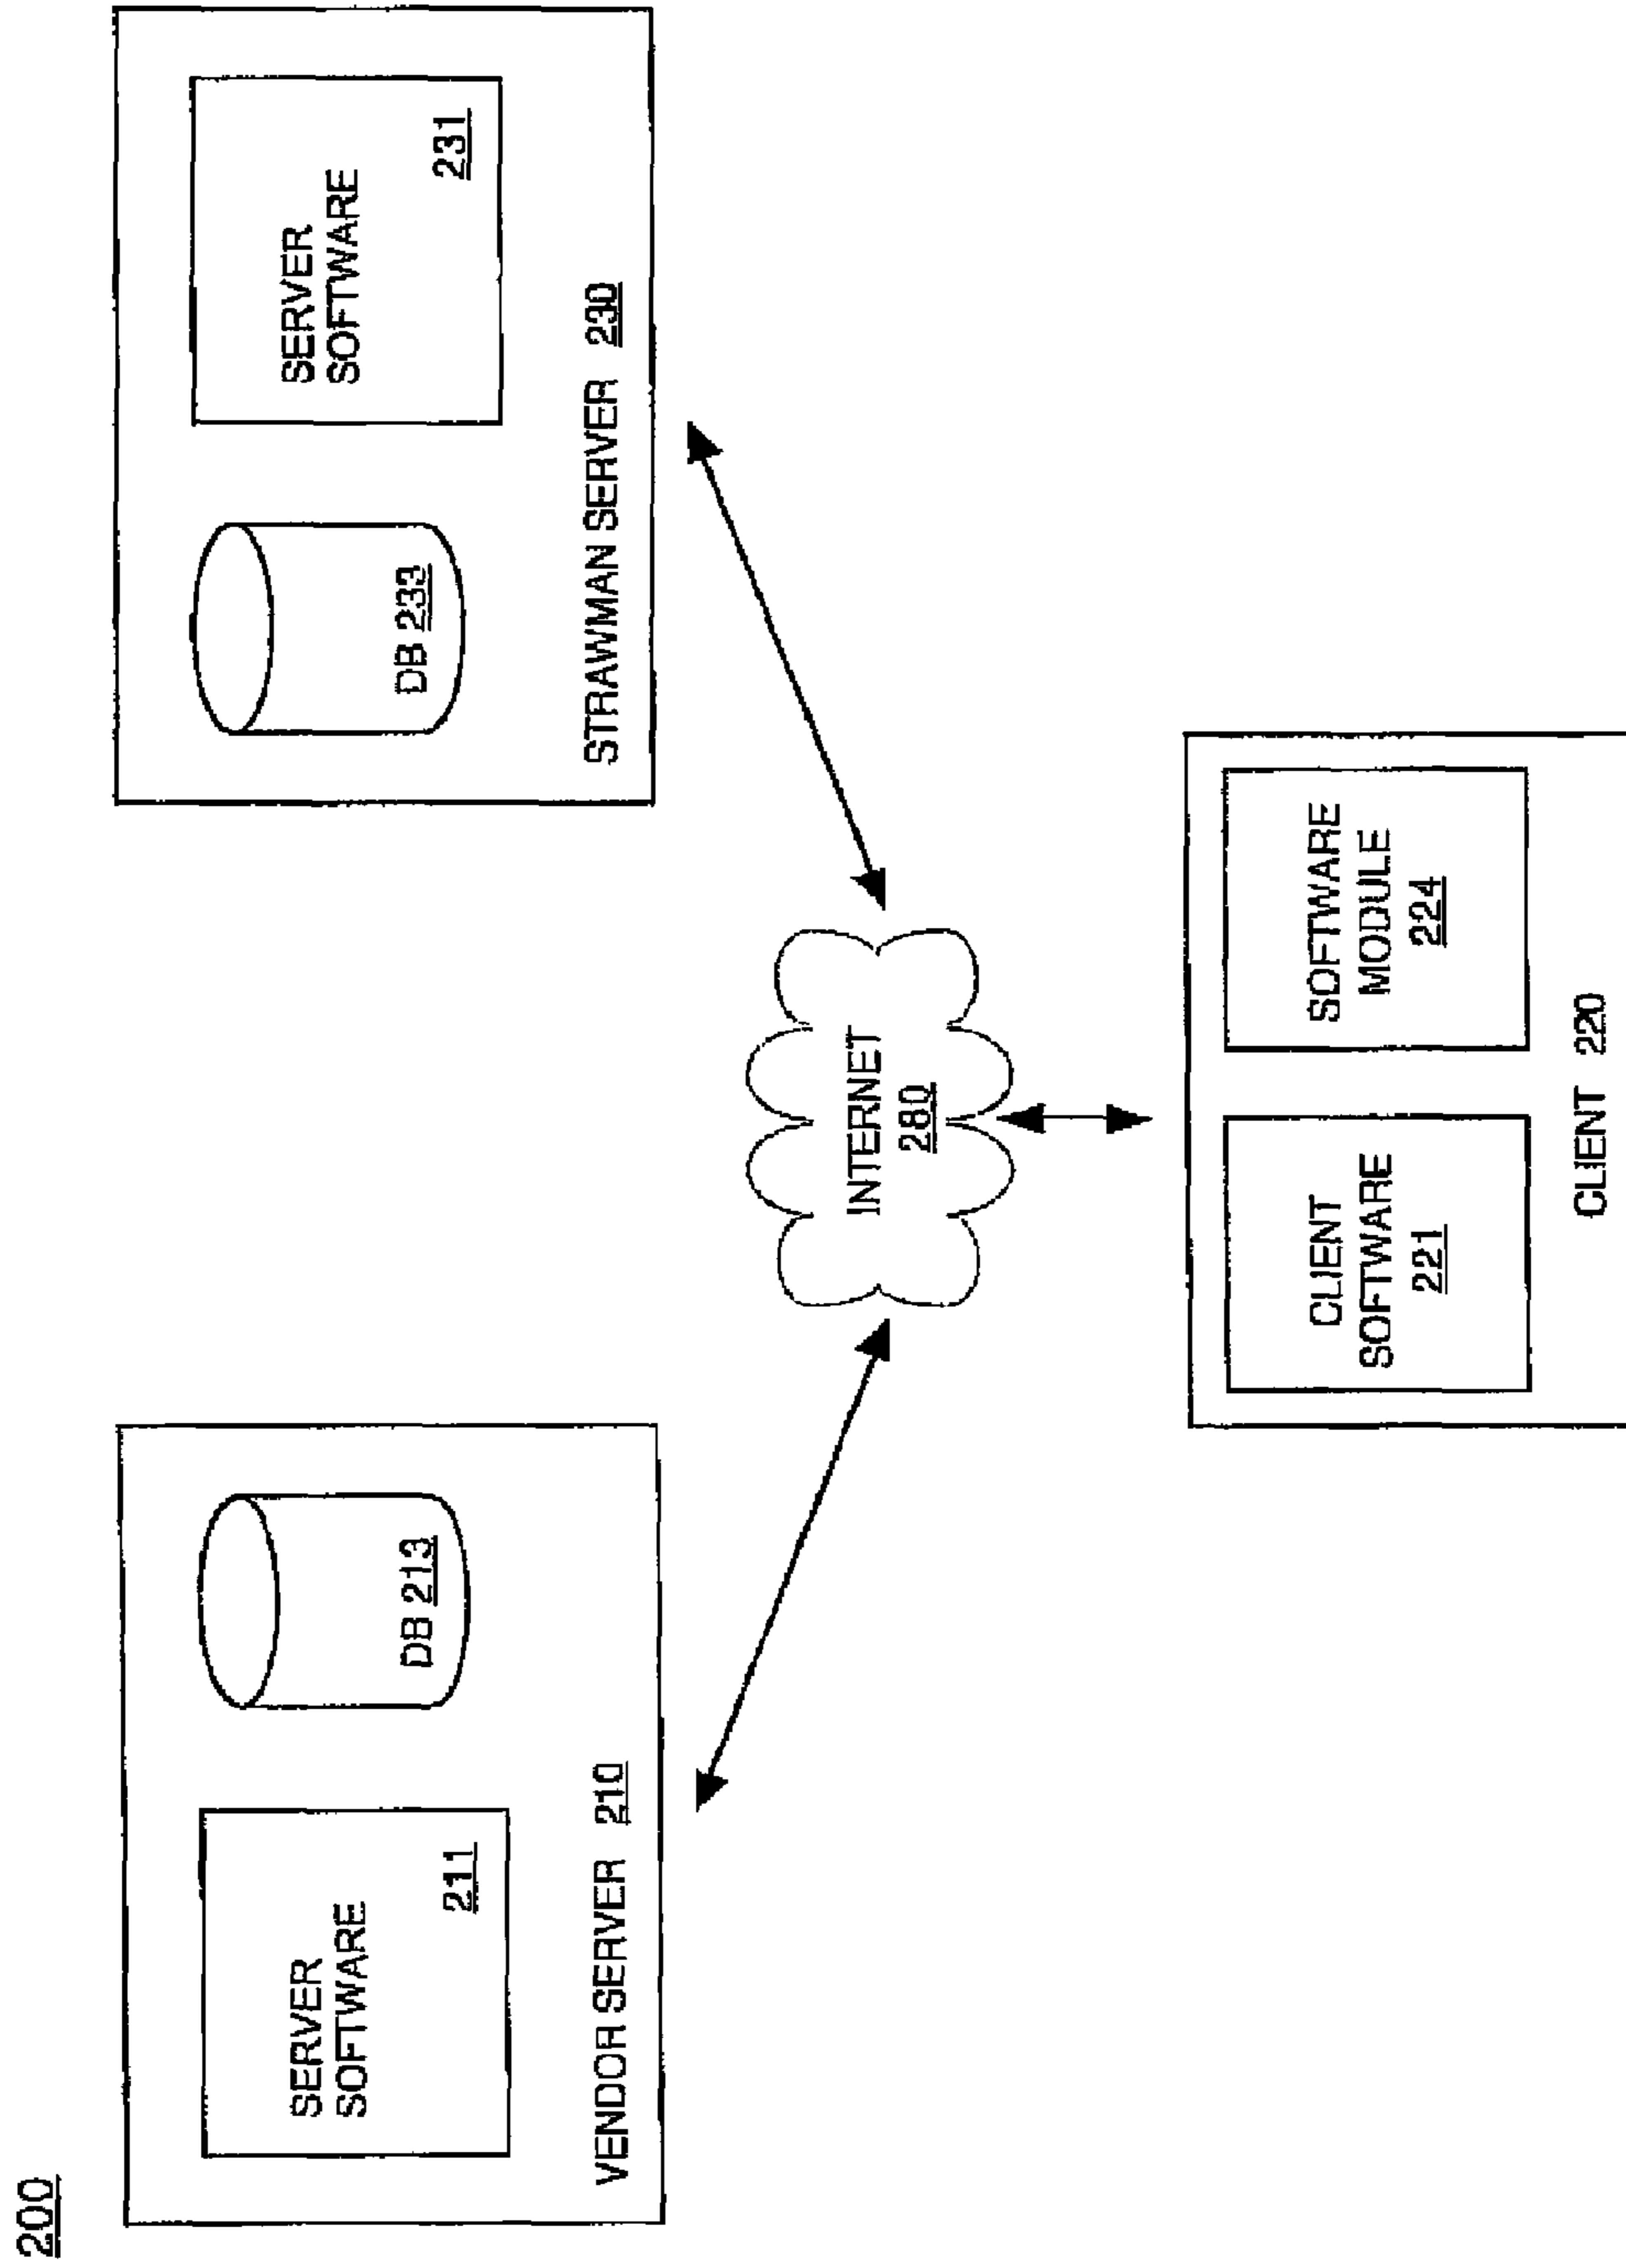 200
SERVER
SOFTWARE
211
DB 213
VENDOR SERVER 210
DB 233
SERVER
SOFTWARE
231
STRAWMAN SERVER 230
INTERNET
280
CLIENT
SOFTWARE
221
SOFTWARE
MODULE
224
CLIENT 220